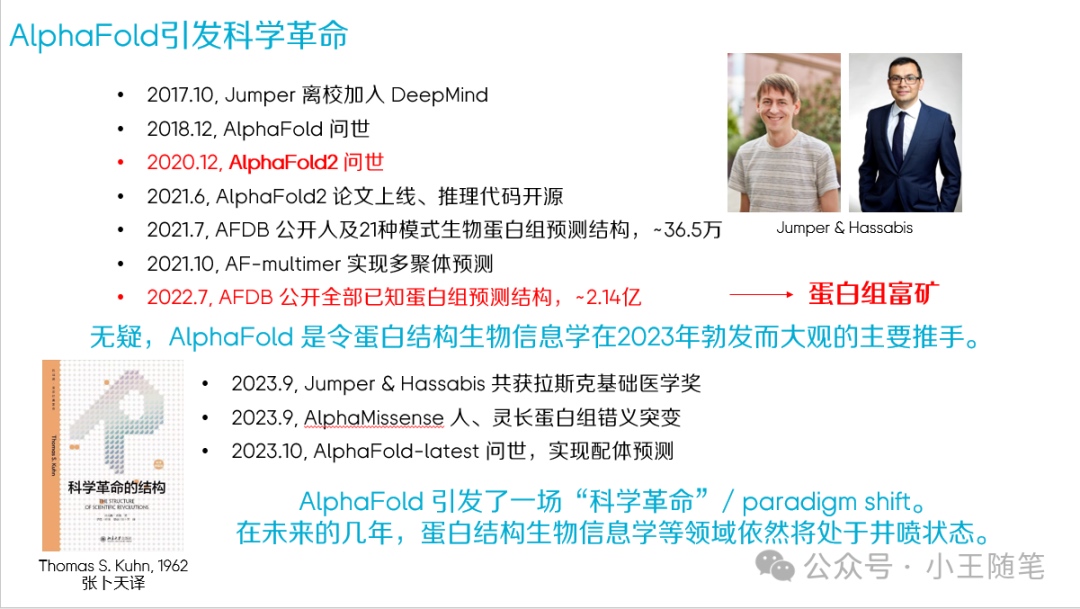 AlphaFold引发科学革命
• 2017.10, Jumper 离校加入 DeepMind
• 2018.12, AlphaFold 问世
• 2020.12, AlphaFold2 问世
• 2021.6, AlphaFold2 论文上线、推理代码开源
• 2021.7, AFDB 公开人及21种模式生物蛋白组预测结构，~36.5万
• 2021.10, AF-multimer 实现多聚体预测
• 2022.7, AFDB 公开全部已知蛋白组预测结构，~2.14亿
蛋白组富矿
Jumper & Hassabis
无疑，AlphaFold 是令蛋白结构生物信息学在2023年勃发而大观的主要推手。
• 2023.9, Jumper & Hassabis 共获拉斯克基础医学奖
• 2023.9, AlphaMissense 人、灵长蛋白组错义突变
• 2023.10, AlphaFold-latest 问世，实现配体预测
Thomas S. Kuhn
科学革命的结构
THE STRUCTURE
OF SCIENTIFIC REVOLUTIONS
北京大学出版社
Thomas S. Kuhn, 1962
张卜天译
AlphaFold 引发了一场“科学革命” / paradigm shift。
在未来的几年，蛋白结构生物信息学等领域依然将处于井喷状态。
公众号 · 小王随笔